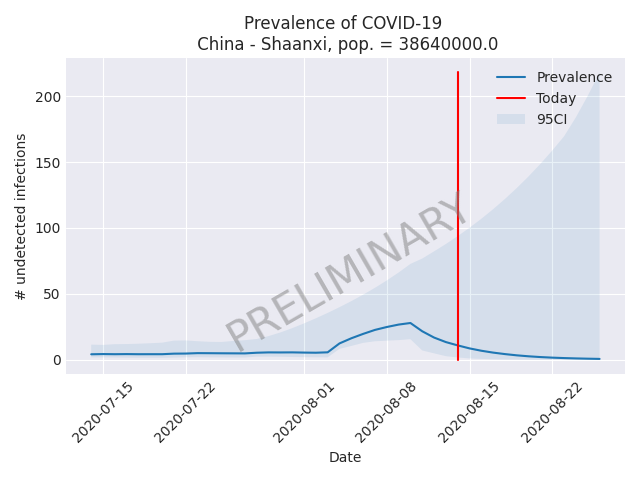 Prevalence of COVID-19
China - Shaanxi, pop. = 38640000.0
Prevalence
Today
95CI
200
150
100
50
0
# undetected infections
PRELIMINARY
2020-07-15
2020-07-22
2020-08-01
2020-08-08
2020-08-15
2020-08-22
Date